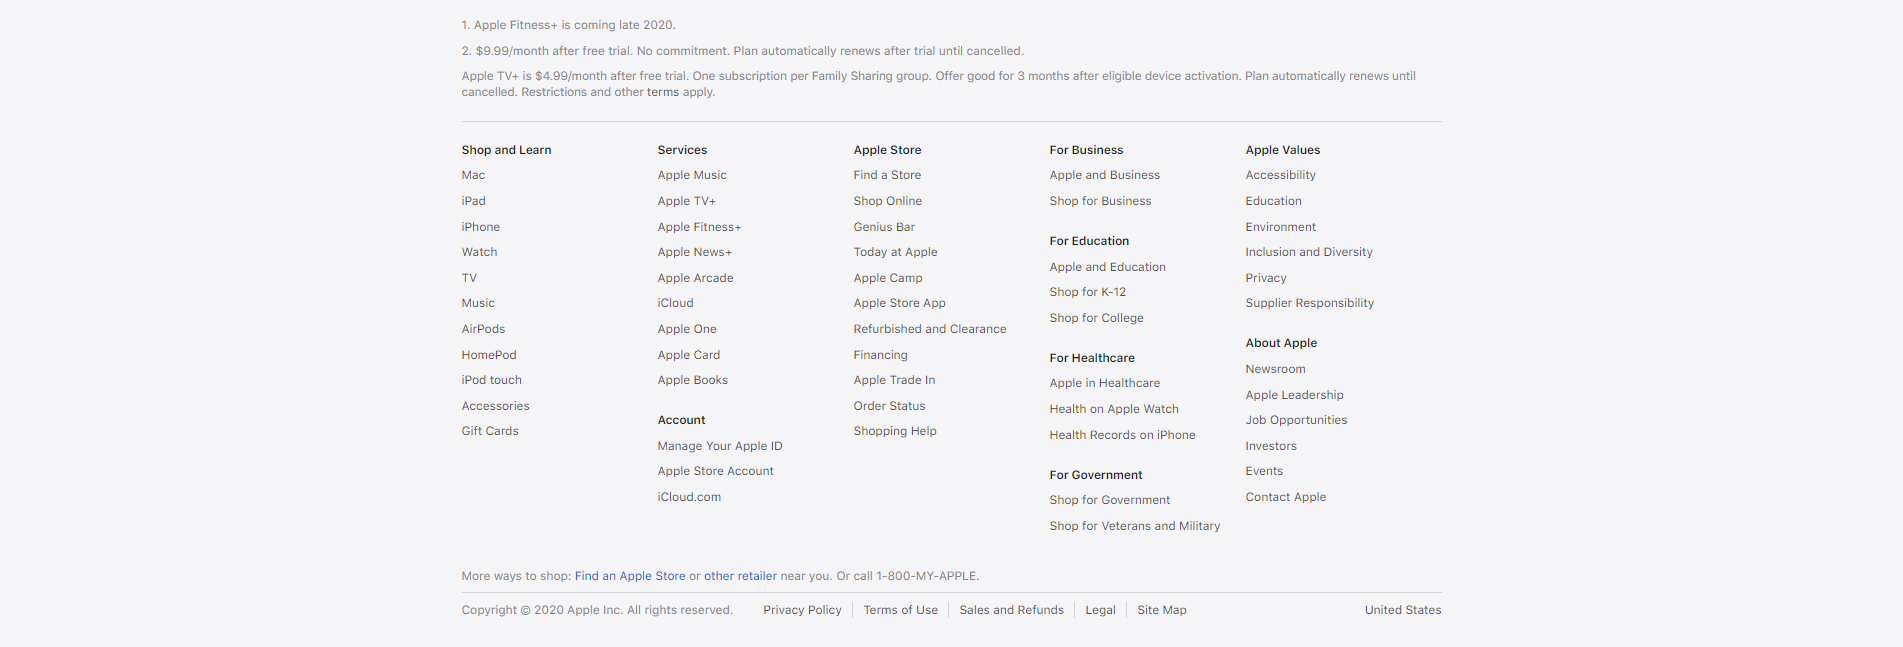 1. Apple Fitness+ is coming late 2020.
2. $9.99/month after free trial. No commitment. Plan automatically renews after trial until cancelled.
Apple TV+ is $4.99/month after free trial. One subscription per Family Sharing group. Offer good for 3 months after eligible device activation. Plan automatically renews until
cancelled. Restrictions and other terms apply.
Shop and Learn
Mac
iPad
iPhone
Watch
TV
Music
AirPods
HomePod
iPod touch
Accessories
Gift Cards
Services
Apple Music
Apple TV+
Apple Fitness+
Apple News+
Apple Arcade
iCloud
Apple One
Apple Card
Apple Books
Account
Manage Your Apple ID
Apple Store Account
iCloud.com
Apple Store
Find a Store
Shop Online
Genius Bar
Today at Apple
Apple Camp
Apple Store App
Refurbished and Clearance
Financing
Apple Trade In
Order Status
Shopping Help
For Business
Apple and Business
Shop for Business
For Education
Apple and Education
Shop for K-12
Shop for College
For Healthcare
Apple in Healthcare
Health on Apple Watch
Health Records on iPhone
For Government
Shop for Government
Shop for Veterans and Military
Apple Values
Accessibility
Education
Environment
Inclusion and Diversity
Privacy
Supplier Responsibility
About Apple
Newsroom
Apple Leadership
Job Opportunities
Investors
Events
Contact Apple
More ways to shop: Find an Apple Store or other retailer near you. Or call 1-800-MY-APPLE.
Copyright © 2020 Apple Inc. All rights reserved. Privacy Policy Terms of Use Sales and Refunds Legal Site Map United States